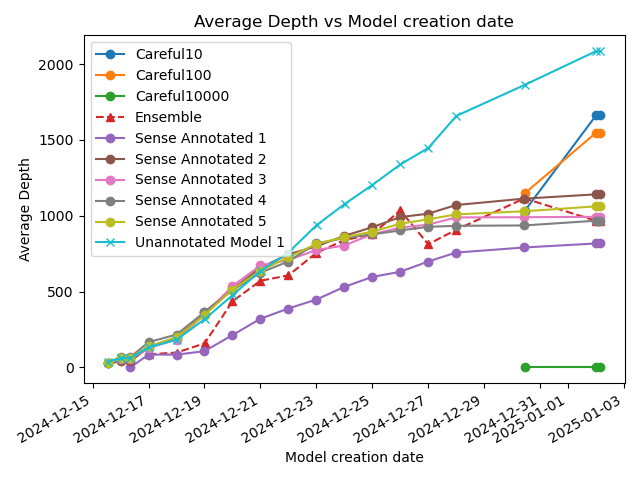 Average Depth vs Model creation date
Careful10
Careful100
Careful10000
Ensemble
Sense Annotated 1
Sense Annotated 2
Sense Annotated 3
Sense Annotated 4
Sense Annotated 5
Unannotated Model 1
Average Depth
2000
1500
1000
500
0
2024-12-15
2024-12-17
2024-12-19
2024-12-21
2024-12-23
2024-12-25
2024-12-27
2024-12-29
2024-12-31
2025-01-01
2025-01-03
Model creation date